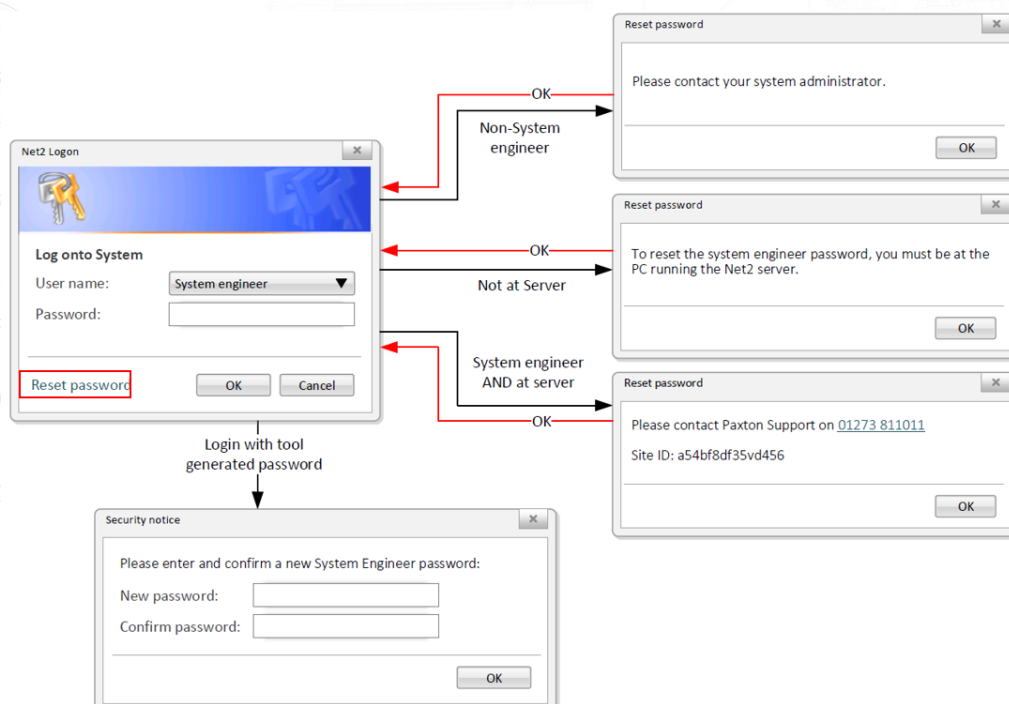 Reset password
Please contact your system administrator.
OK
OK
Non-System
engineer
Net2 Logon
Log onto System
User name:
System engineer
Password:
Reset password
OK
Cancel
Reset password
To reset the system engineer password, you must be at the
PC running the Net2 server.
OK
OK
Not at Server
System engineer
AND at server
OK
Reset password
Please contact Paxton Support on 01273 811011
Site ID: a54bf8df35vd456
OK
Login with tool
generated password
Security notice
Please enter and confirm a new System Engineer password:
New password:
Confirm password:
OK